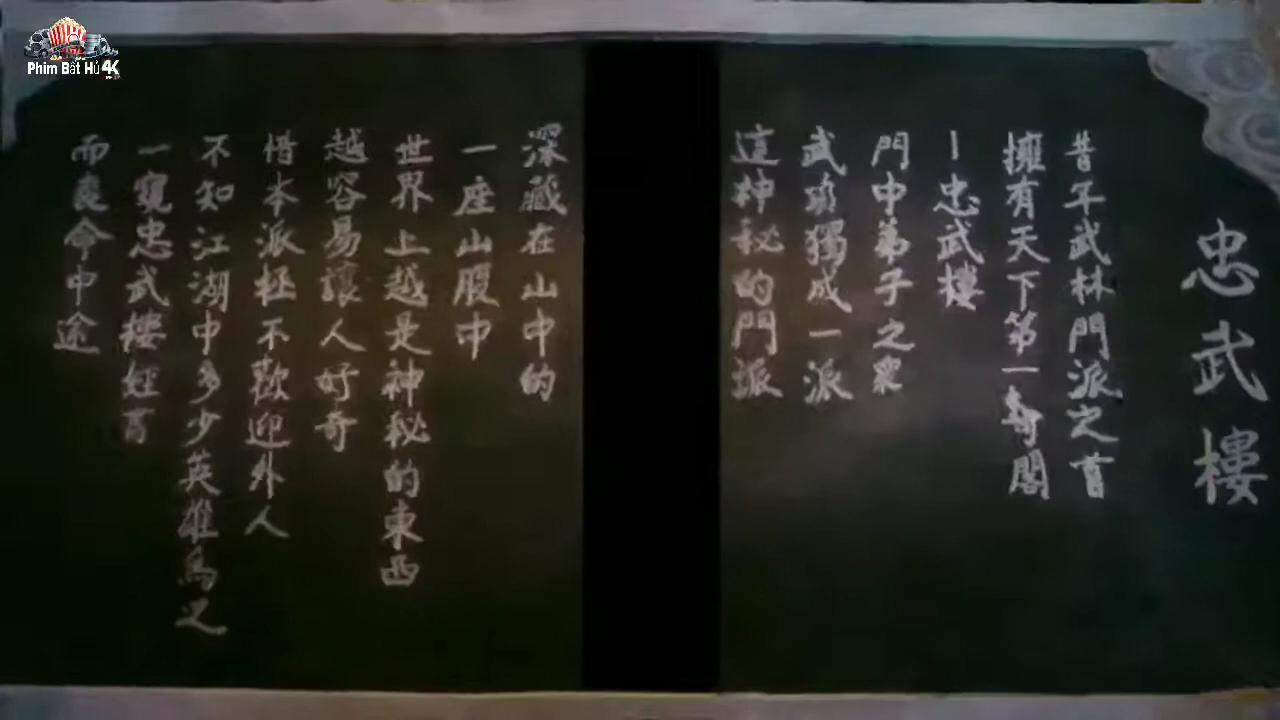 忠武樓
昔年武林門派之首
擁有天下第一奇閣
–忠武樓
門中弟子之眾
武功獨成一派
這神秘的門派
深藏在山中的
一座山腹中
世界上越是神秘的東西
越容易讓人好奇
惜本派極不歡迎外人
不知江湖中多少英雄為之
一窺忠武樓
而喪命中途
Phim Bất Hủ 4K